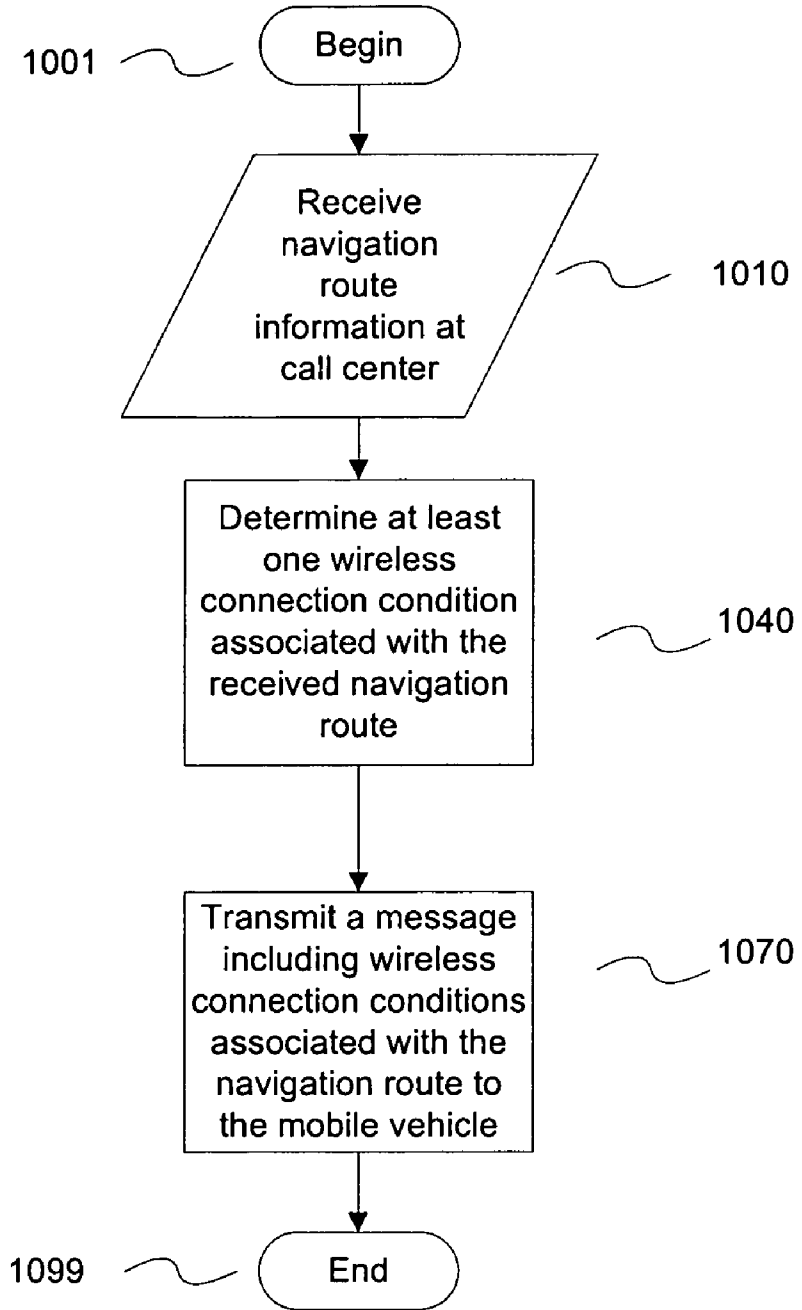 Begin
1001
Receive
navigation
route
information at
call center
1010
Determine at least
one wireless
connection condition
associated with the
received navigation
route
1040
Transmit a message
including wireless
connection conditions
associated with the
navigation route to
the mobile vehicle
1070
End
1099